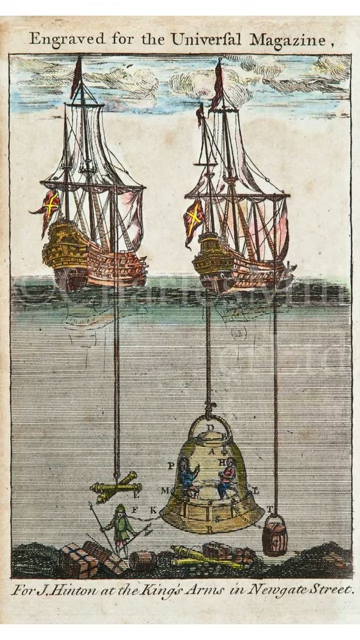 Engraved for the Universal Magazine,
D
A
P
H
M
L
E
F
K
S
T
R
For J. Hinton at the King's Arms in Newgate Street.